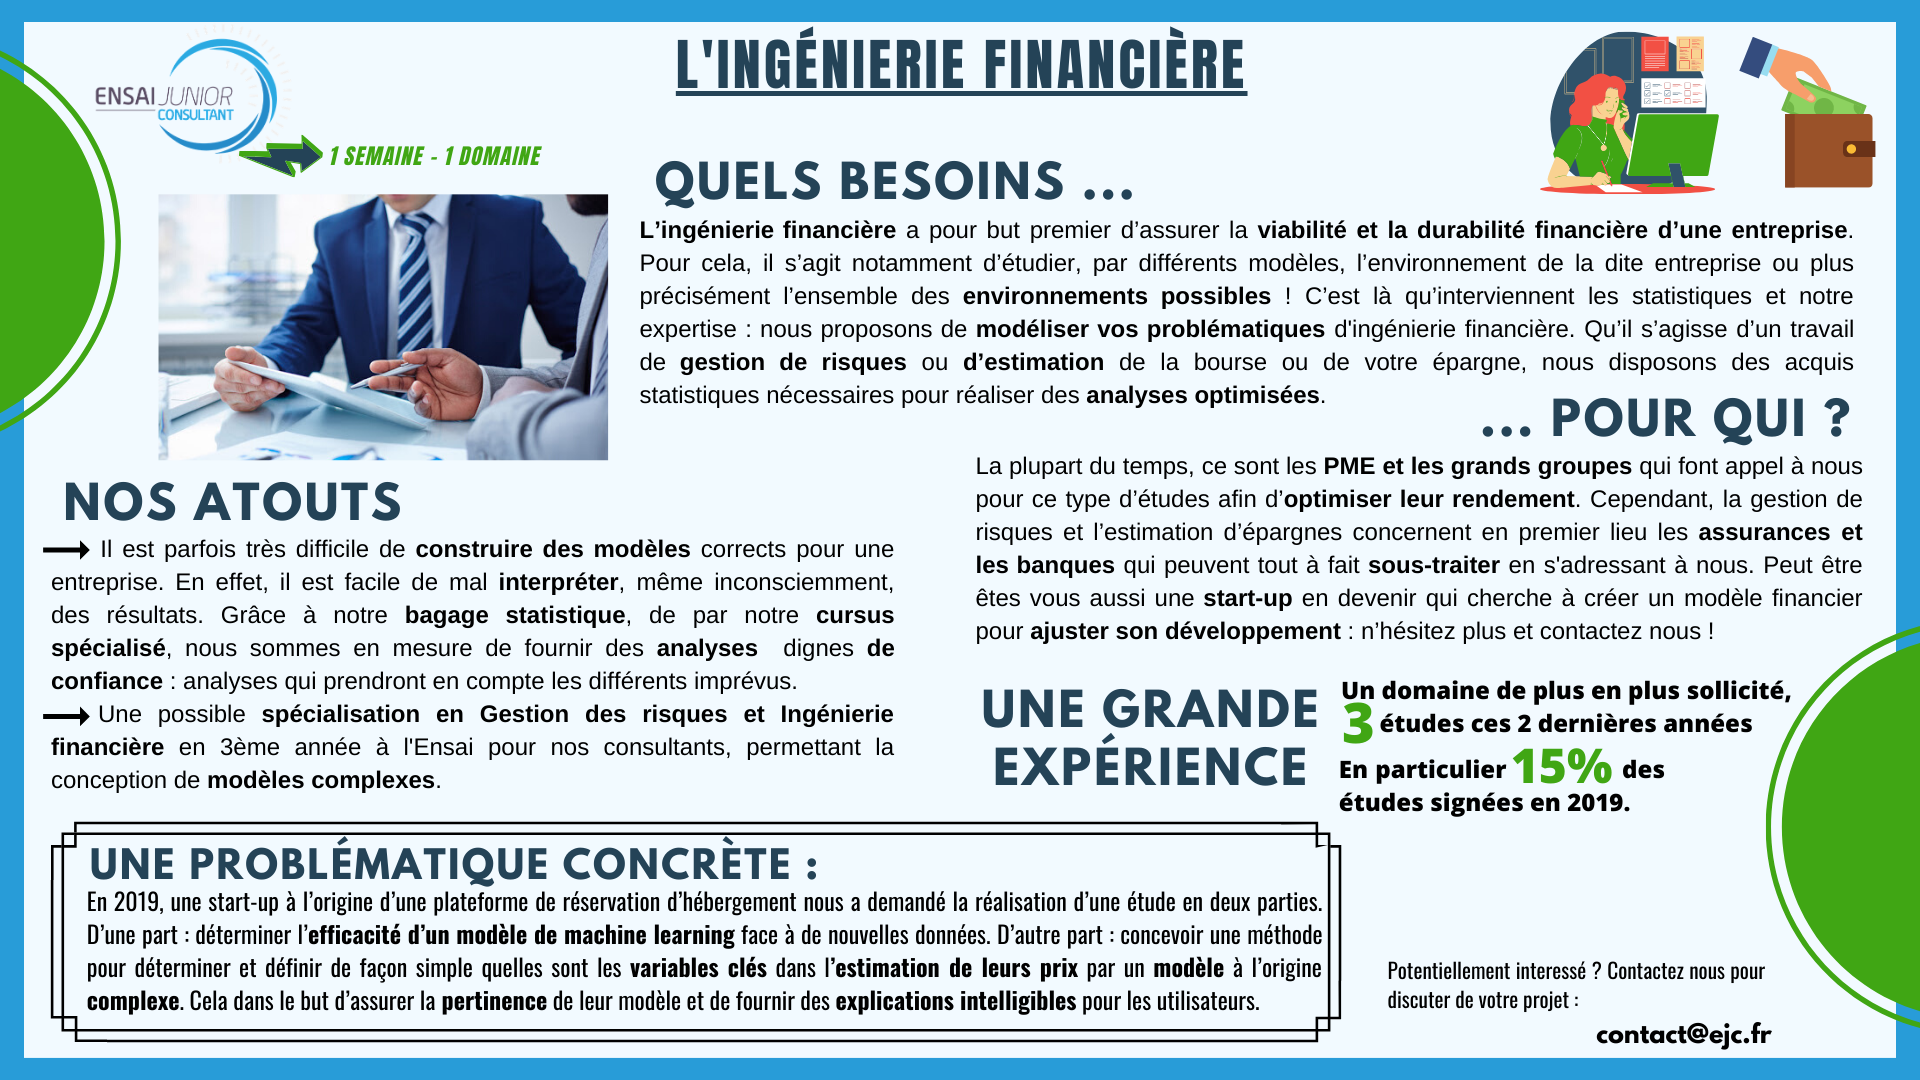 L'INGÉNIERIE FINANCIÈRE
ENSAI JUNIOR
CONSULTANT
1 SEMAINE - 1 DOMAINE
QUELS BESOINS ...
L’ingénierie financière a pour but premier d’assurer la viabilité et la durabilité financière d’une entreprise.
Pour cela, il s’agit notamment d’étudier, par différents modèles, l’environnement de la dite entreprise ou plus
précisément l’ensemble des environnements possibles ! C’est là qu’interviennent les statistiques et notre
expertise : nous proposons de modéliser vos problématiques d'ingénierie financière. Qu’il s’agisse d’un travail
de gestion de risques ou d’estimation de la bourse ou de votre épargne, nous disposons des acquis
statistiques nécessaires pour réaliser des analyses optimisées.
... POUR QUI ?
La plupart du temps, ce sont les PME et les grands groupes qui font appel à nous
pour ce type d’études afin d’optimiser leur rendement. Cependant, la gestion de
risques et l’estimation d’épargnes concernent en premier lieu les assurances et
les banques qui peuvent tout à fait sous-traiter en s'adressant à nous. Peut être
êtes vous aussi une start-up en devenir qui cherche à créer un modèle financier
pour ajuster son développement : n’hésitez plus et contactez nous !
NOS ATOUTS
Il est parfois très difficile de construire des modèles corrects pour une
entreprise. En effet, il est facile de mal interpréter, même inconsciemment,
des résultats. Grâce à notre bagage statistique, de par notre cursus
spécialisé, nous sommes en mesure de fournir des analyses dignes de
confiance : analyses qui prendront en compte les différents imprévus.
Une possible spécialisation en Gestion des risques et Ingénierie
financière en 3ème année à l'Ensai pour nos consultants, permettant la
conception de modèles complexes.
UNE GRANDE
EXPÉRIENCE
Un domaine de plus en plus sollicité,
3 études ces 2 dernières années
En particulier 15% des
études signées en 2019.
UNE PROBLÉMATIQUE CONCRÈTE :
En 2019, une start-up à l’origine d’une plateforme de réservation d’hébergement nous a demandé la réalisation d’une étude en deux parties.
D’une part : déterminer l’efficacité d’un modèle de machine learning face à de nouvelles données. D’autre part : concevoir une méthode
pour déterminer et définir de façon simple quelles sont les variables clés dans l’estimation de leurs prix par un modèle à l’origine
complexe. Cela dans le but d’assurer la pertinence de leur modèle et de fournir des explications intelligibles pour les utilisateurs.
Potentiellement interessé ? Contactez nous pour
discuter de votre projet :
contact@ejc.fr